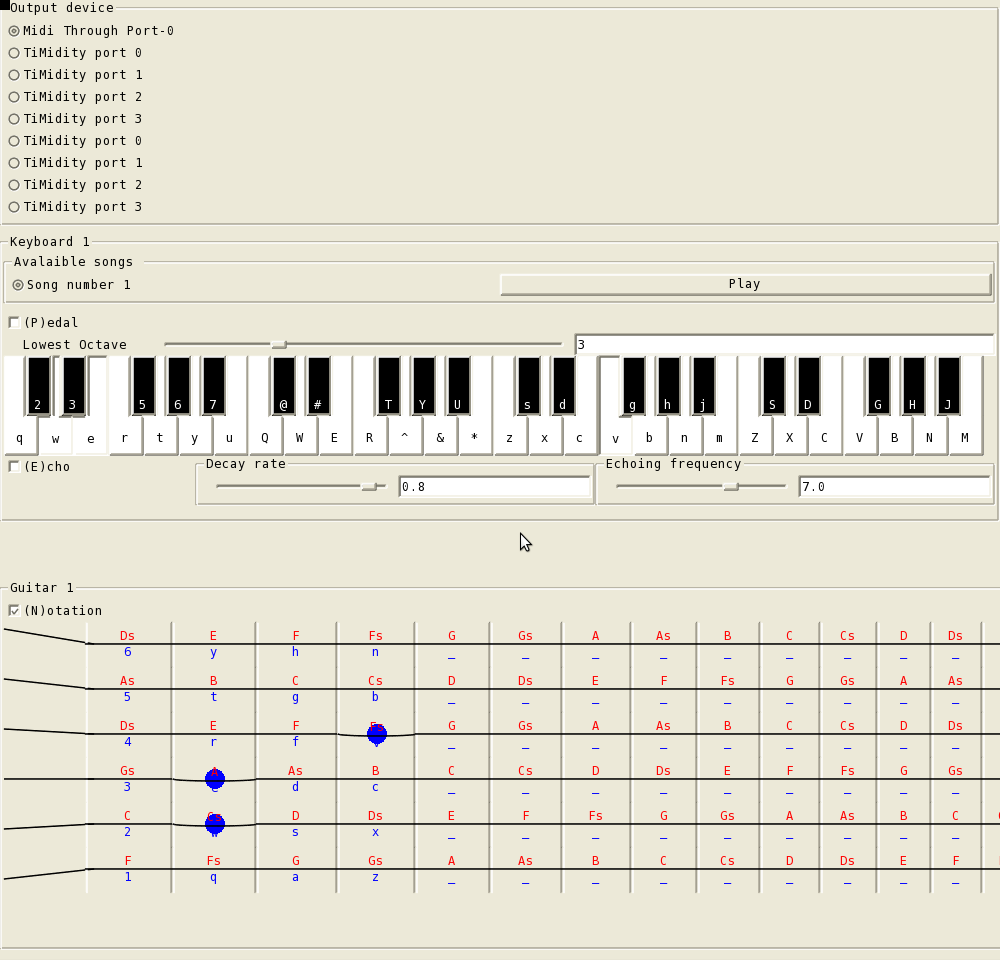 Output device
Midi Through Port-0
TiMidity port 0
TiMidity port 1
TiMidity port 2
TiMidity port 3
TiMidity port 0
TiMidity port 1
TiMidity port 2
TiMidity port 3
Keyboard 1
Avalaible songs
Song number 1 Play
(P)edal
Lowest Octave 3
2 3 5 6 7 @ # T Y U s d g h j S D G H J
q w e r t y u Q W E R ^ & * z x c v b n m Z X C V B N M
(E)cho Decay rate 0.8 Echoing frequency 7.0
Guitar 1
(N)otation
Ds E F Fs G Gs A As B C Cs D Ds
6 y h n _ _ _ _ _ _ _ _ _
As B C Cs D Ds E F Fs G Gs A As
5 t g b _ _ _ _ _ _ _ _ _
Ds E F G Gs A As B C Cs D Ds
4 r f _ _ _ _ _ _ _ _ _
Gs As B C Cs D Ds E F Fs G Gs
3 d c _ _ _ _ _ _ _ _ _
C D Ds E F Fs G Gs A As B C
2 s x _ _ _ _ _ _ _ _ _
F Fs G Gs A As B C Cs D Ds E F
1 q a z _ _ _ _ _ _ _ _ _